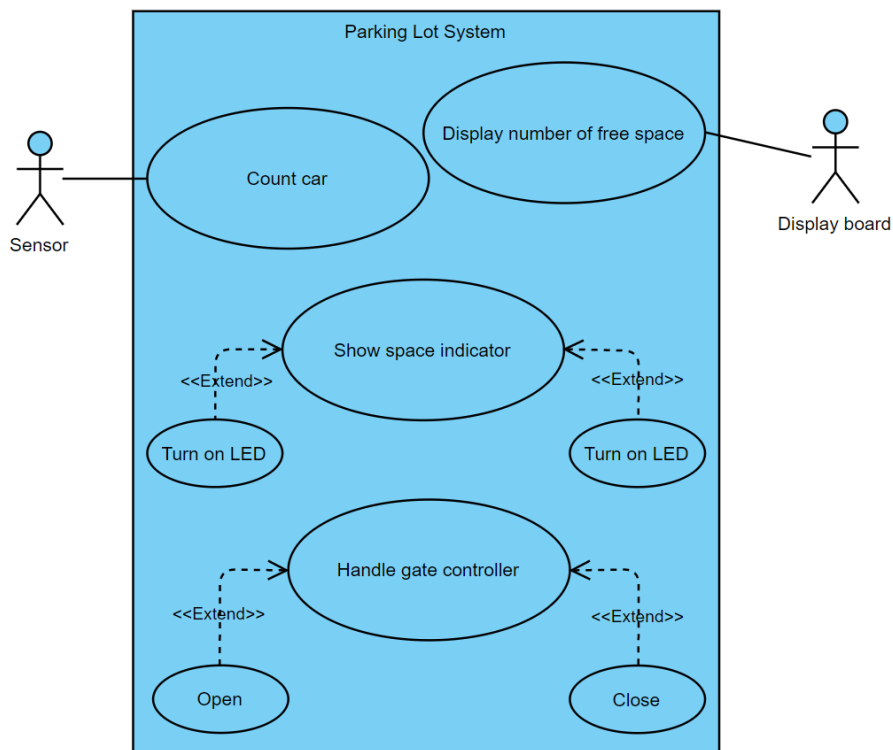 Parking Lot System
Display number of free space
Count car
Display board
Sensor
Show space indicator
<<Extend>>
<<Extend>>
Turn on LED
Turn on LED
Handle gate controller
<<Extend>>
<<Extend>>
Open
Close